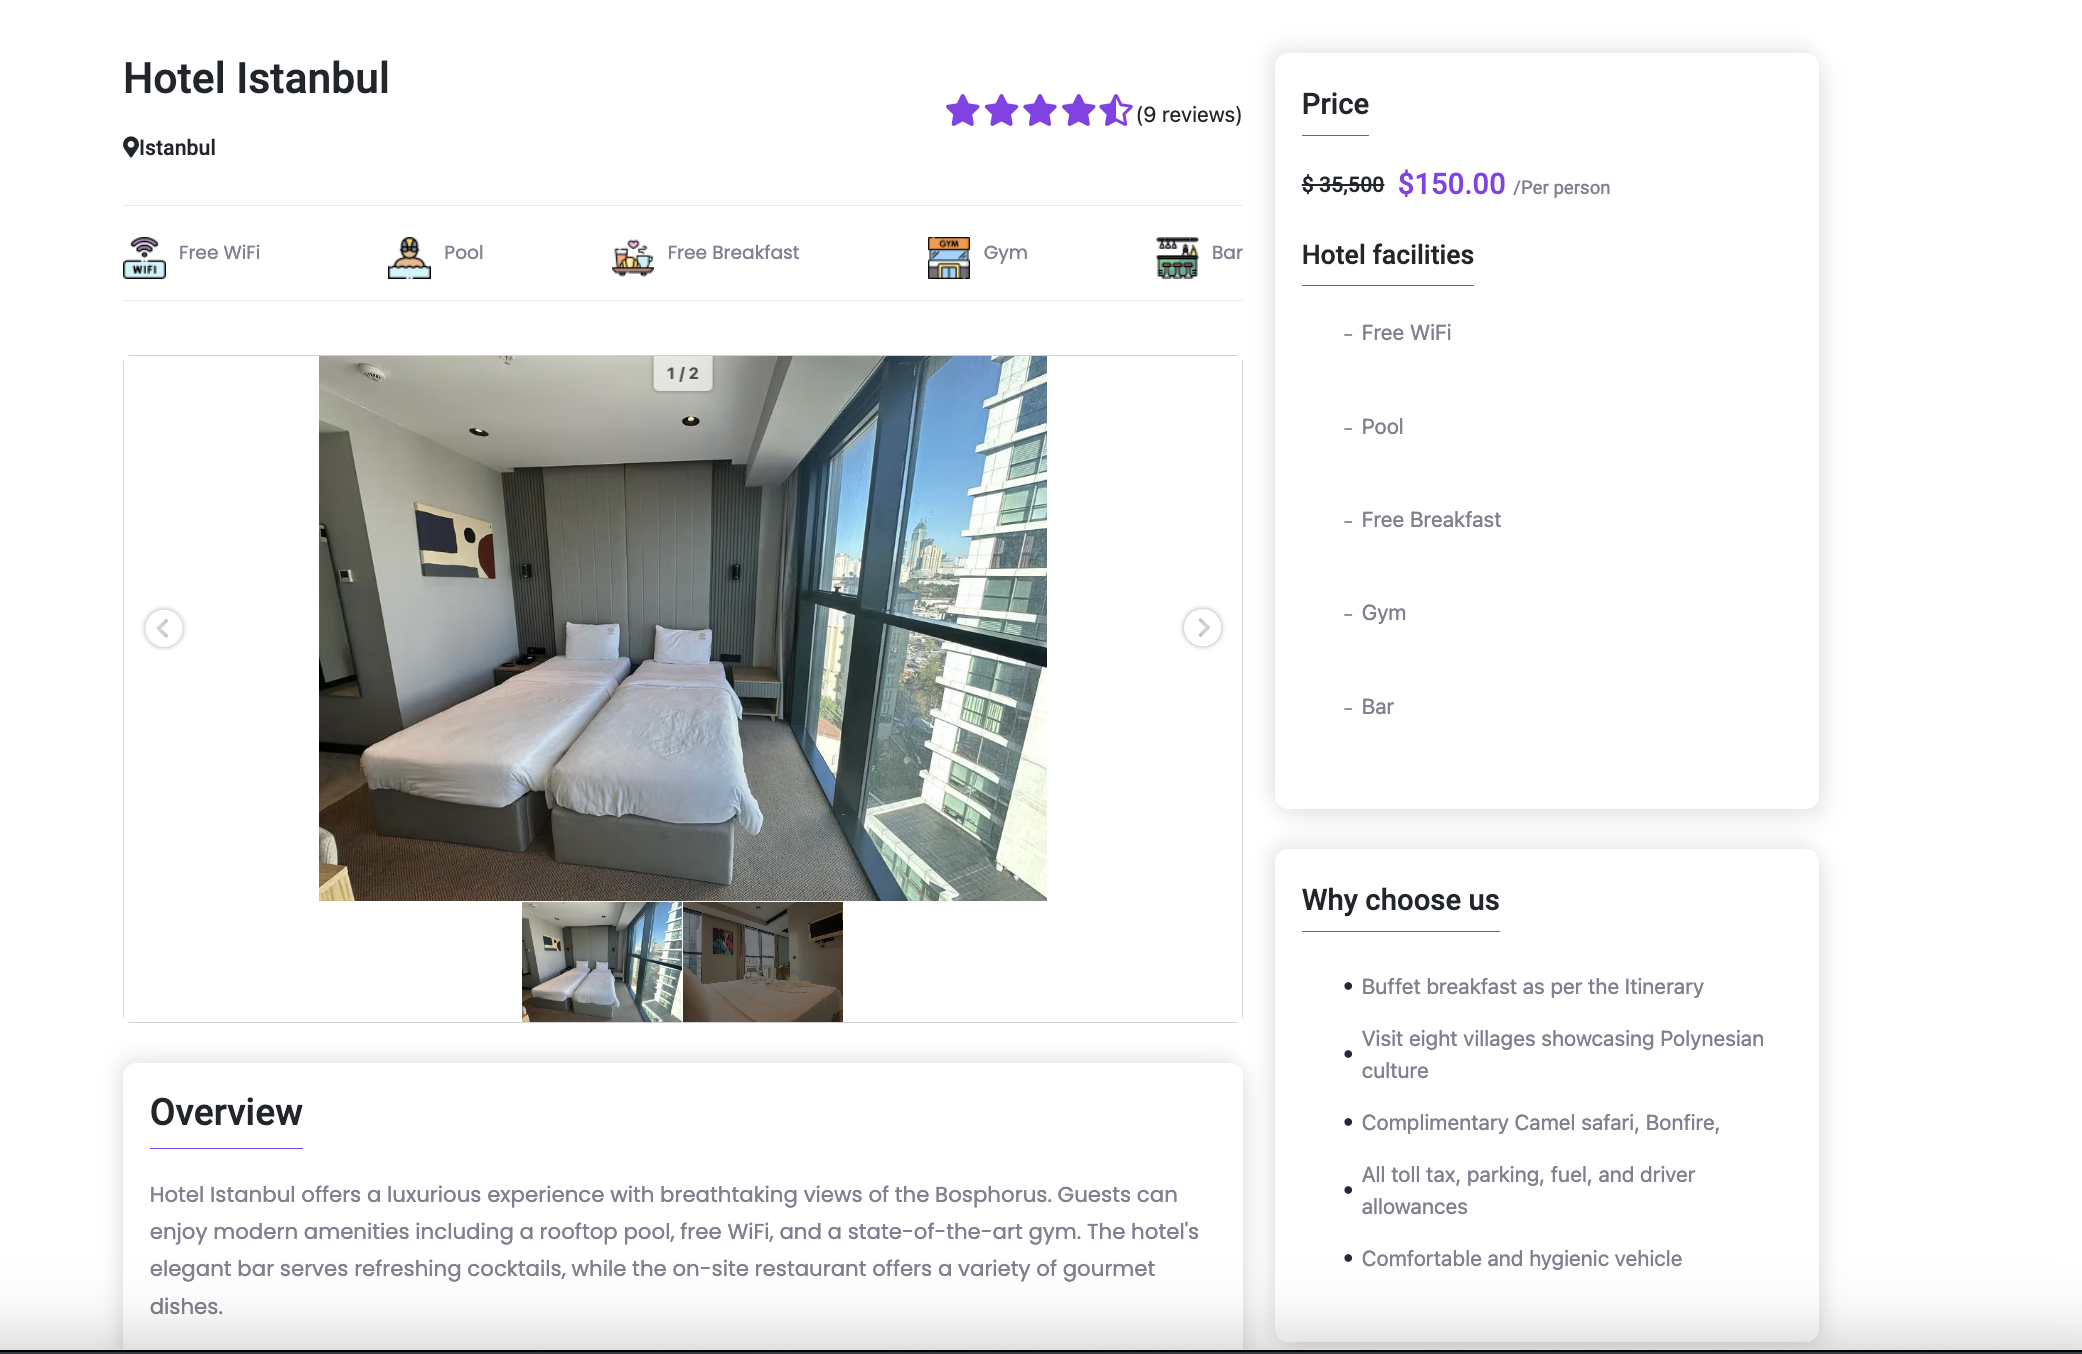 Hotel Istanbul
(9 reviews)
Istanbul
WIFI
Free WiFi
Pool
Free Breakfast
GYM
Gym
Bar
1 / 2
Overview
Hotel Istanbul offers a luxurious experience with breathtaking views of the Bosphorus. Guests can
enjoy modern amenities including a rooftop pool, free WiFi, and a state-of-the-art gym. The hotel's
elegant bar serves refreshing cocktails, while the on-site restaurant offers a variety of gourmet
dishes.
Price
$ 35,500 $150.00 /Per person
Hotel facilities
- Free WiFi
- Pool
- Free Breakfast
- Gym
- Bar
Why choose us
• Buffet breakfast as per the Itinerary
• Visit eight villages showcasing Polynesian
culture
• Complimentary Camel safari, Bonfire,
• All toll tax, parking, fuel, and driver
allowances
• Comfortable and hygienic vehicle